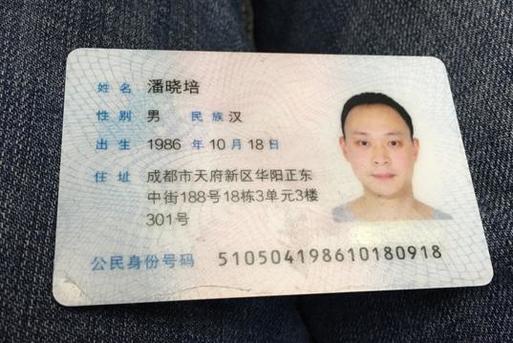 姓名 潘晓培
性别 男 民族 汉
出生 1986 年 10 月 18 日
住址 成都市天府新区华阳正东
中街188号18栋3单元3楼
301号
公民身份号码 510504198610180918